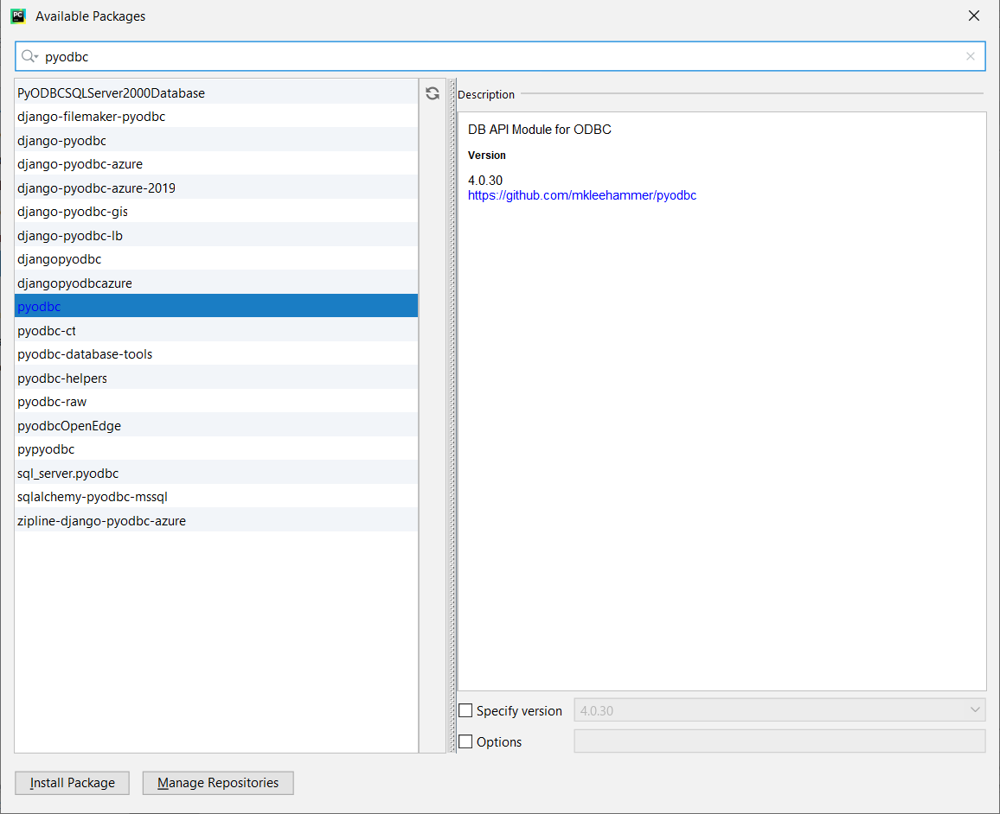 Available Packages
pyodbc
PyODBCSQLServer2000Database
django-filemaker-pyodbc
django-pyodbc
django-pyodbc-azure
django-pyodbc-azure-2019
django-pyodbc-gis
django-pyodbc-lb
djangopyodbc
djangopyodbcazure
pyodbc
pyodbc-ct
pyodbc-database-tools
pyodbc-helpers
pyodbc-raw
pyodbcOpenEdge
pypyodbc
sql_server.pyodbc
sqlalchemy-pyodbc-mssql
zipline-django-pyodbc-azure
Description
DB API Module for ODBC
Version
4.0.30
https://github.com/mkleehammer/pyodbc
Specify version 4.0.30
Options
Install Package Manage Repositories